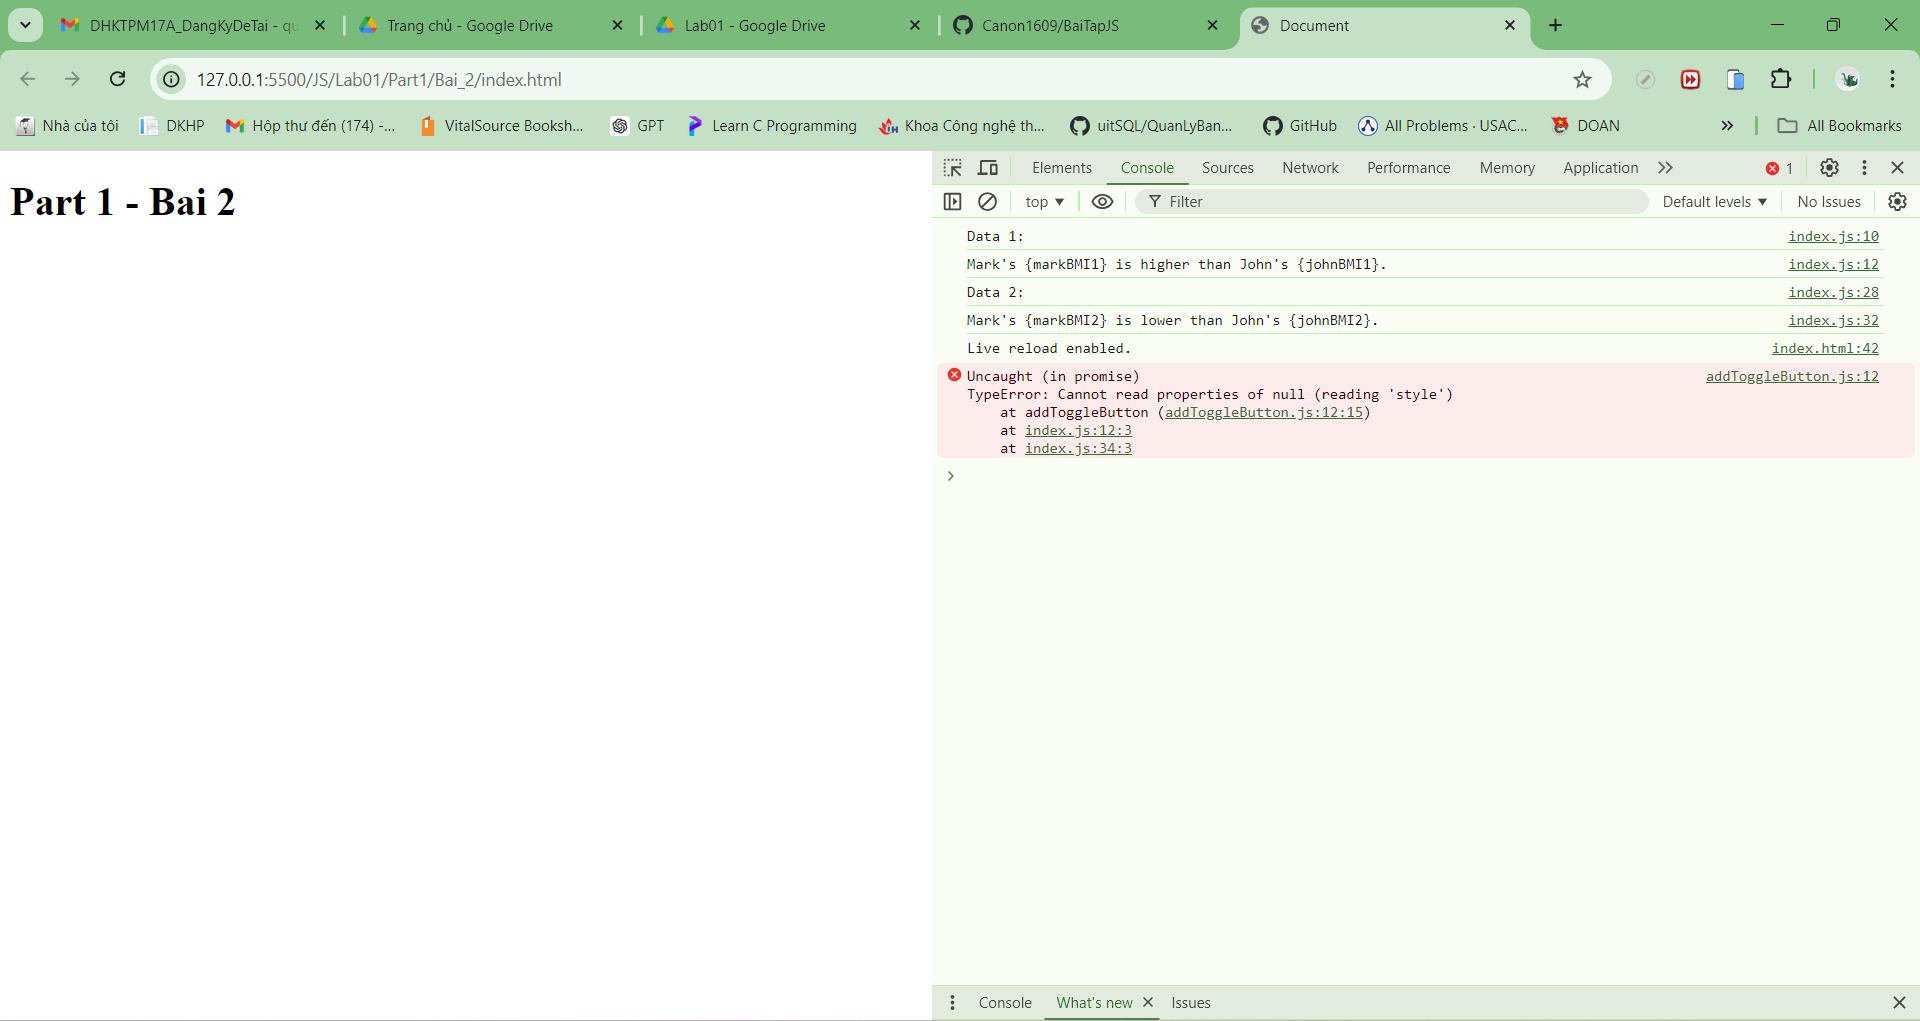 DHKTPM17A_DangKyDeTai - qu
Trang chủ - Google Drive
Lab01 - Google Drive
Canon1609/BaiTapJS
Document
127.0.0.1:5500/JS/Lab01/Part1/Bai_2/index.html
Nhà của tôi
DKHP
Hộp thư đến (174) -...
VitalSource Booksh...
GPT
Learn C Programming
Khoa Công nghệ th...
uitSQL/QuanLyBan...
GitHub
All Problems · USAC...
DOAN
All Bookmarks
Part 1 - Bai 2
Elements Console Sources Network Performance Memory Application 1
top Filter Default levels No Issues
Data 1: index.js:10
Mark's {markBMI1} is higher than John's {johnBMI1}. index.js:12
Data 2: index.js:28
Mark's {markBMI2} is lower than John's {johnBMI2}. index.js:32
Live reload enabled. index.html:42
Uncaught (in promise) addToggleButton.js:12
TypeError: Cannot read properties of null (reading 'style')
at addToggleButton (addToggleButton.js:12:15)
at index.js:12:3
at index.js:34:3
Console What's new Issues